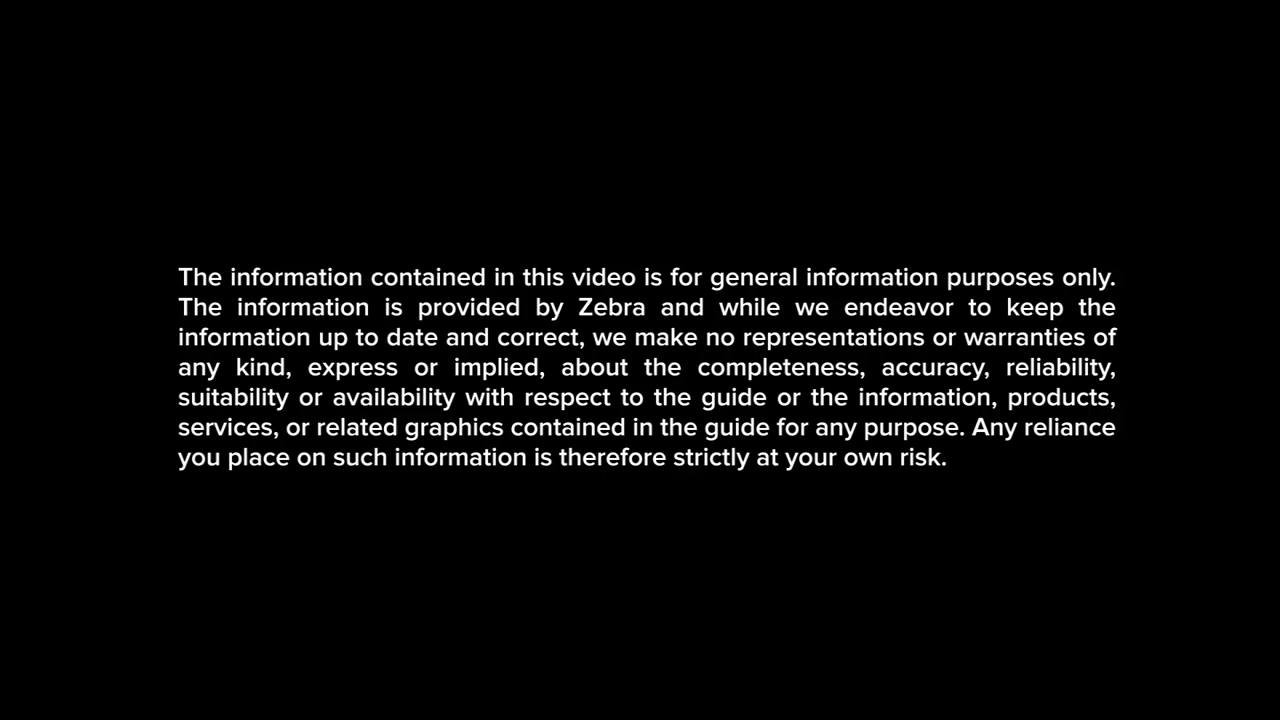 The information contained in this video is for general information purposes only.
The information is provided by Zebra and while we endeavor to keep the
information up to date and correct, we make no representations or warranties of
any kind, express or implied, about the completeness, accuracy, reliability,
suitability or availability with respect to the guide or the information, products,
services, or related graphics contained in the guide for any purpose. Any reliance
you place on such information is therefore strictly at your own risk.